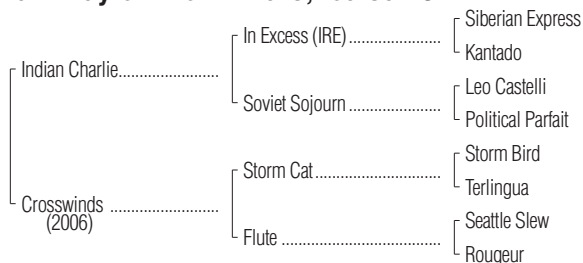 Siberian Express
In Excess (IRE)
Kantado
Indian Charlie
Leo Castelli
Soviet Sojourn
Political Parfait
Storm Bird
Storm Cat
Terlingua
Crosswinds
(2006)
Seattle Slew
Flute
Rougeur